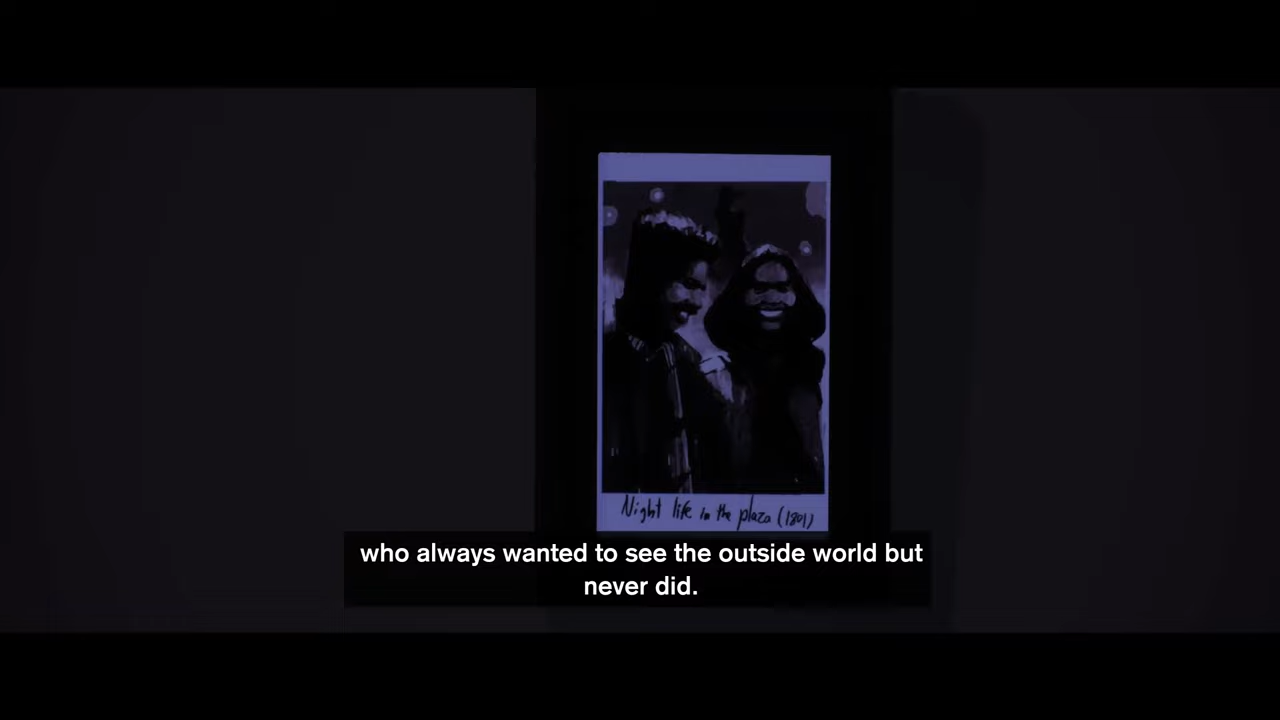 Night life in the plaza (1801)
who always wanted to see the outside world but
never did.